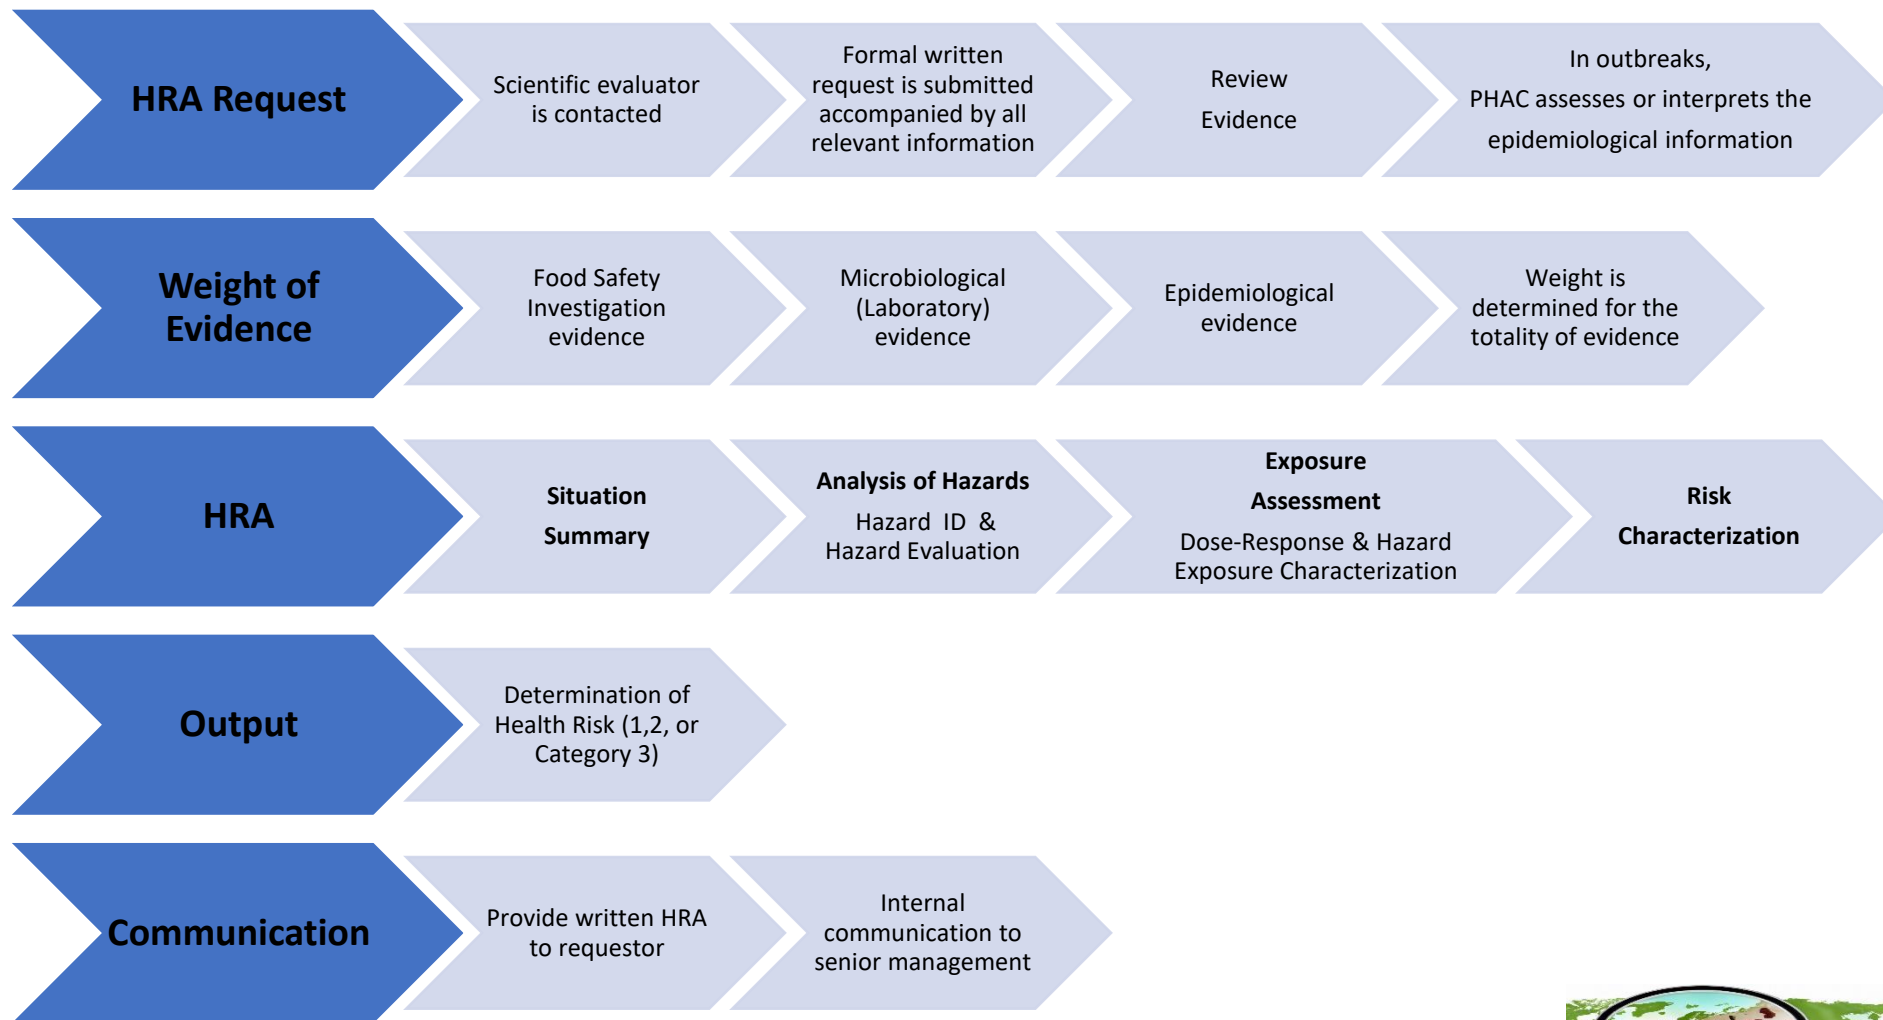 HRA Request
Scientific evaluator
is contacted
Formal written
request is submitted
accompanied by all
relevant information
Review
Evidence
In outbreaks,
PHAC assesses or interprets the
epidemiological information
Weight of
Evidence
Food Safety
Investigation
evidence
Microbiological
(Laboratory)
evidence
Epidemiological
evidence
Weight is
determined for the
totality of evidence
HRA
Situation
Summary
Analysis of Hazards
Hazard ID &
Hazard Evaluation
Exposure
Assessment
Dose-Response & Hazard
Exposure Characterization
Risk
Characterization
Output
Determination of
Health Risk (1,2, or
Category 3)
Communication
Provide written HRA
to requestor
Internal
communication to
senior management